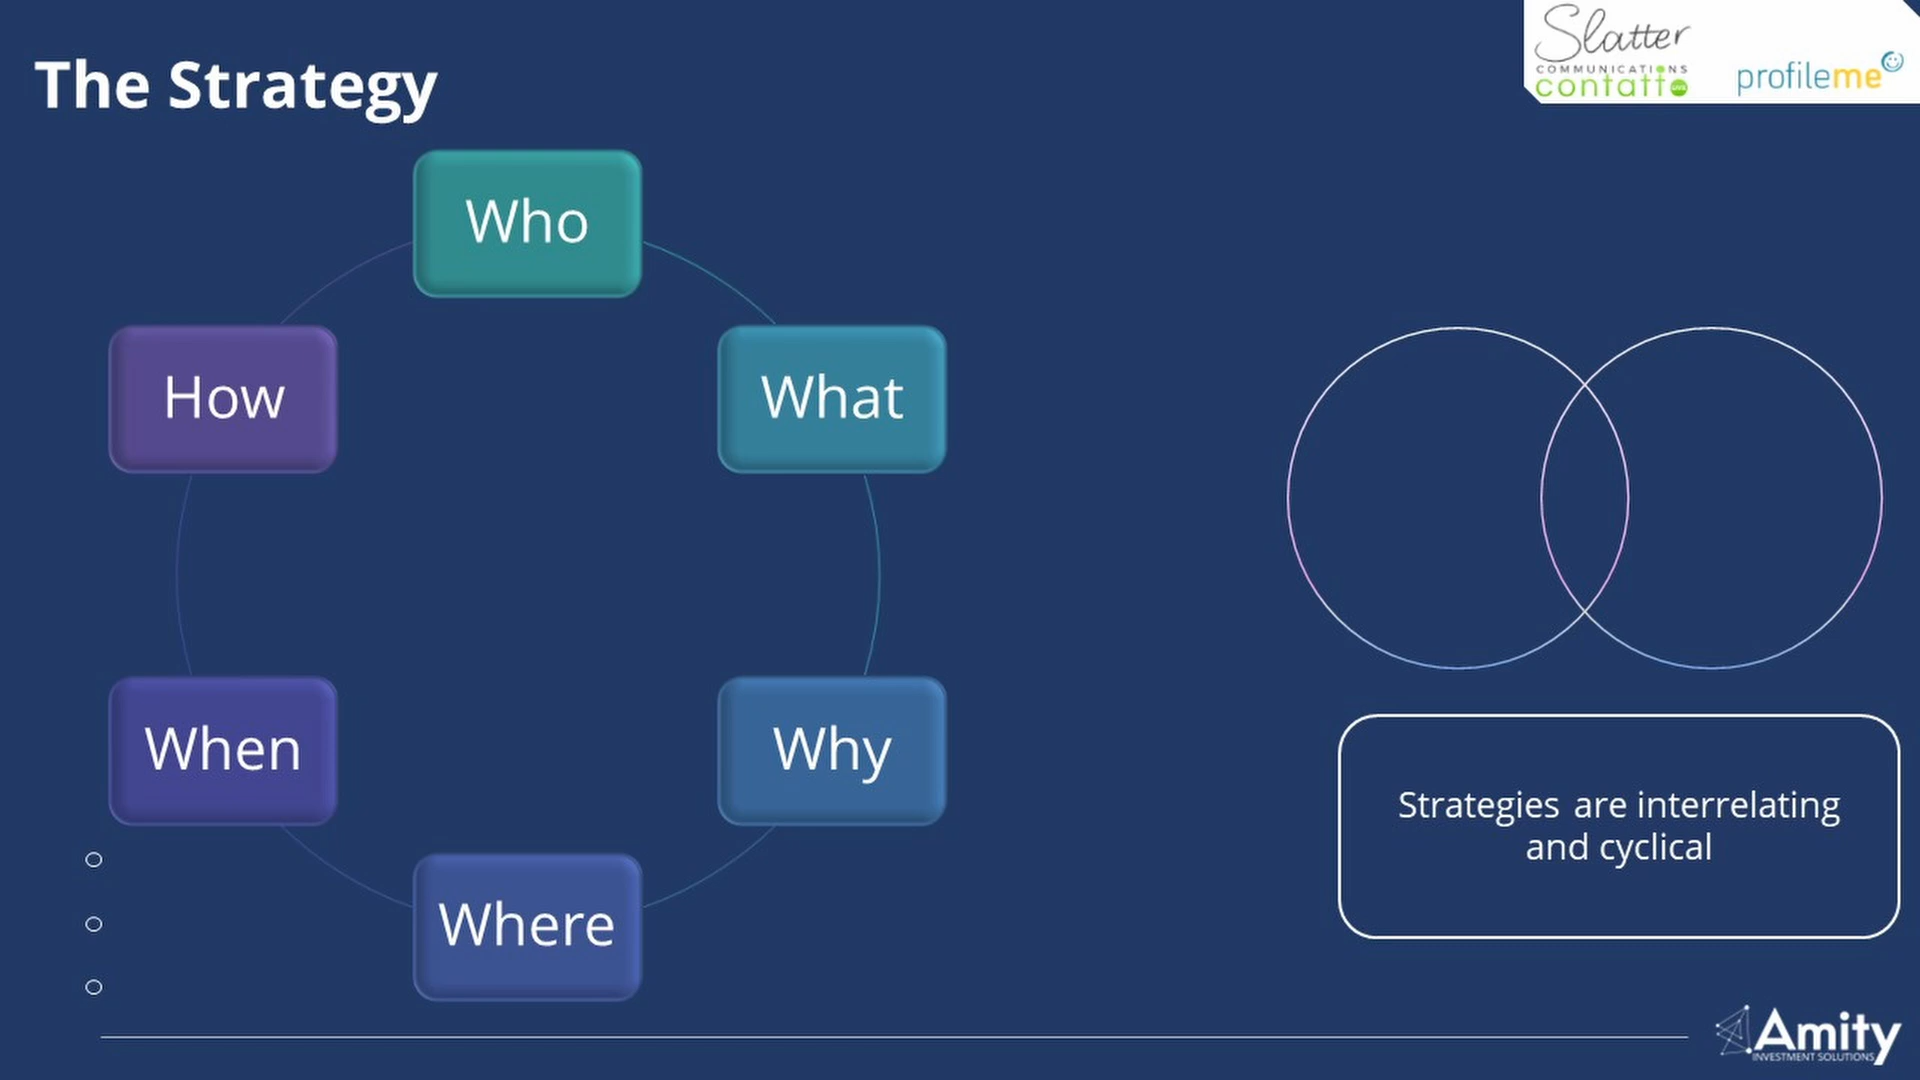 The Strategy
Slatter
COMMUNICATIONS
contatto
profileme
Who
How
What
When
Why
Where
Strategies are interrelating
and cyclical
Amity
INVESTMENT SOLUTIONS